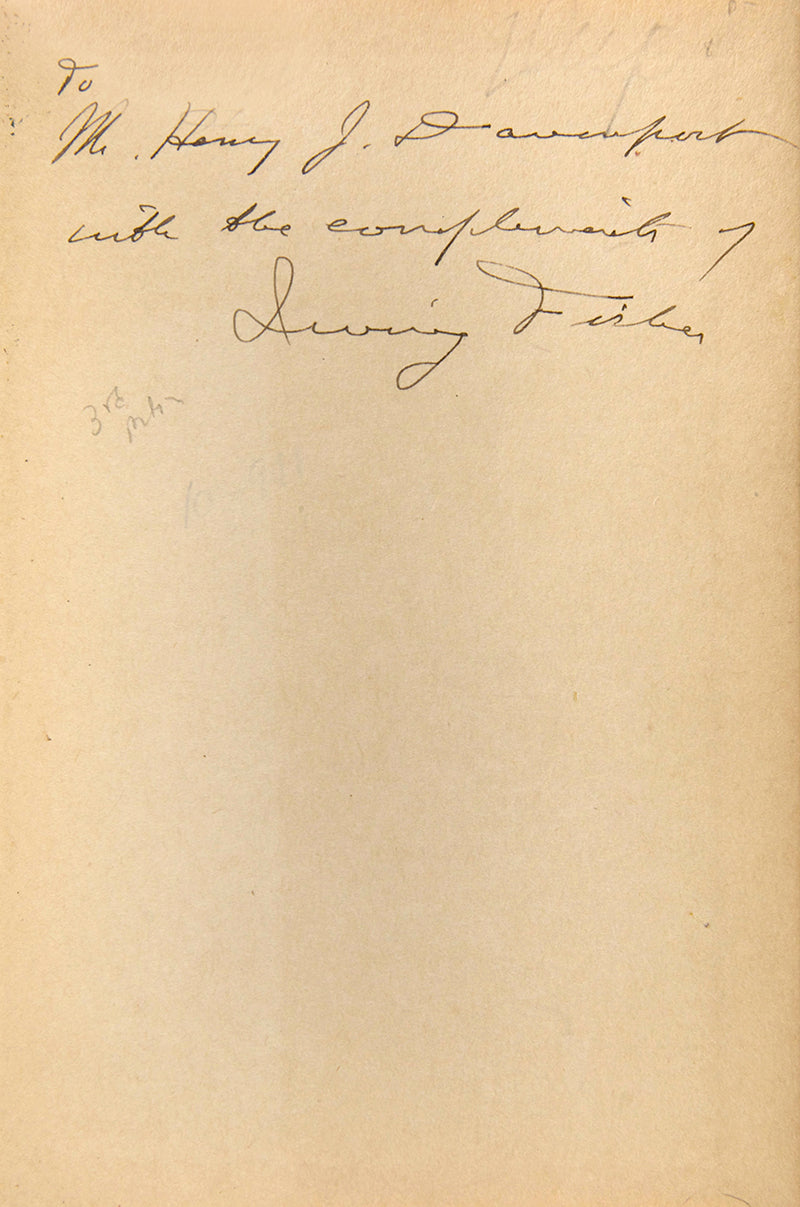 To
Mr. Henry J. Davenport
with the compliments of
Irving Fisher
3rd